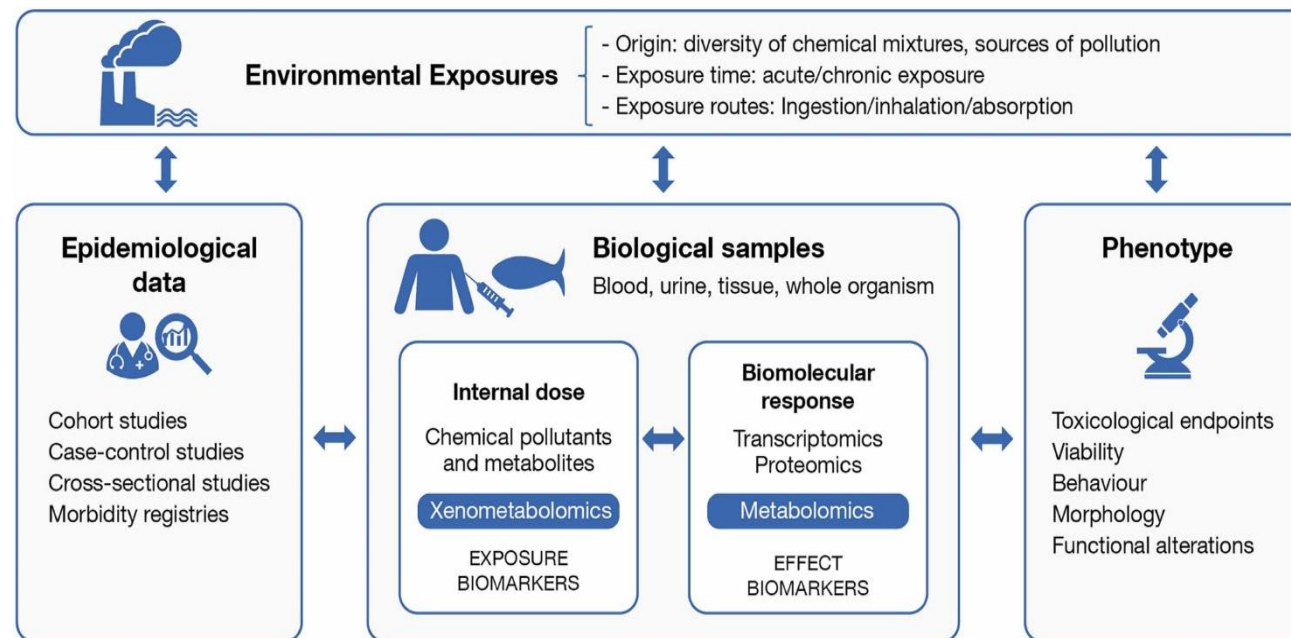 Environmental Exposures
- Origin: diversity of chemical mixtures, sources of pollution
- Exposure time: acute/chronic exposure
- Exposure routes: Ingestion/inhalation/absorption
Epidemiological
data
Cohort studies
Case-control studies
Cross-sectional studies
Morbidity registries
Biological samples
Blood, urine, tissue, whole organism
Internal dose
Chemical pollutants
and metabolites
Xenometabolomics
EXPOSURE
BIOMARKERS
Biomolecular
response
Transcriptomics
Proteomics
Metabolomics
EFFECT
BIOMARKERS
Phenotype
Toxicological endpoints
Viability
Behaviour
Morphology
Functional alterations